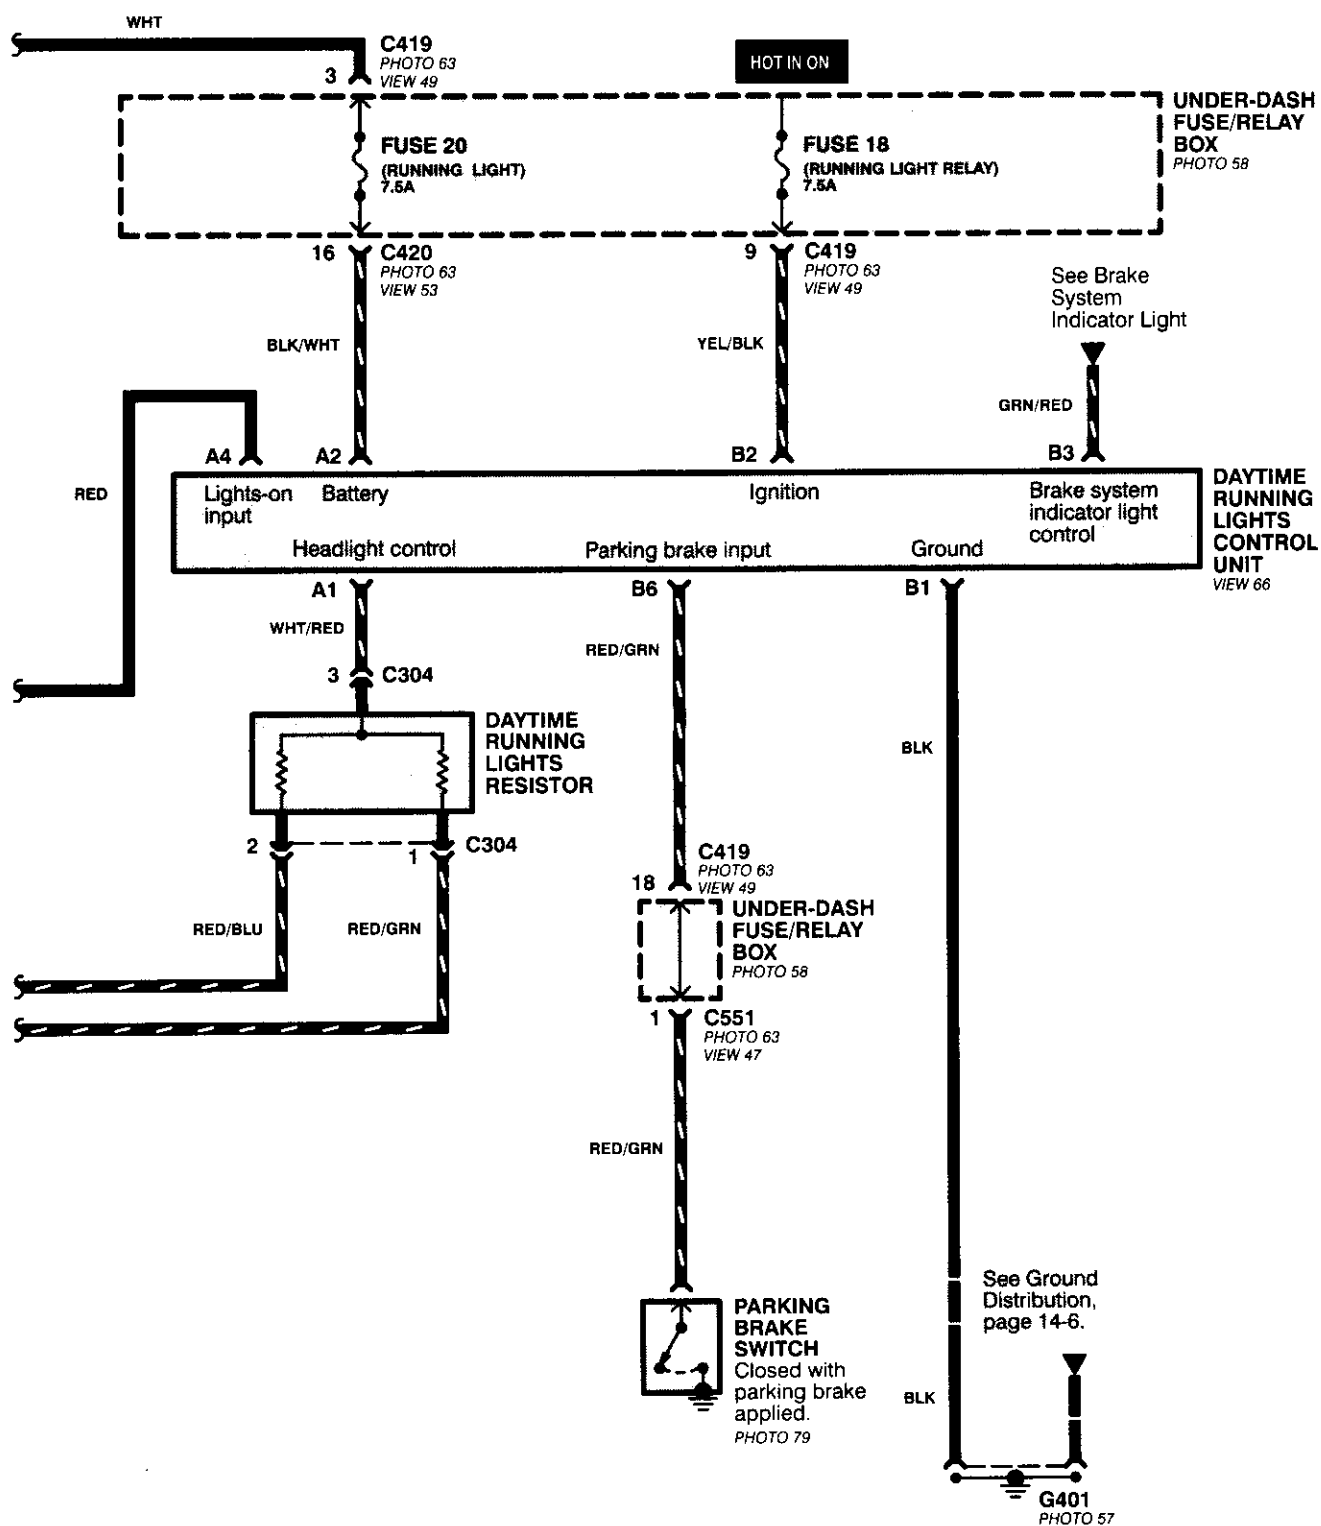 WHT
C419
PHOTO 63
3
VIEW 49
HOT IN ON
UNDER-DASH
FUSE/RELAY
BOX
PHOTO 58
FUSE 20
(RUNNING LIGHT)
7.5A
FUSE 18
(RUNNING LIGHT RELAY)
7.5A
16
C420
PHOTO 63
VIEW 53
9
C419
PHOTO 63
VIEW 49
See Brake
System
Indicator Light
BLK/WHT
YEL/BLK
GRN/RED
RED
A4
A2
B2
B3
Lights-on
input
Battery
Ignition
Brake system
indicator light
control
Headlight control
Parking brake input
Ground
DAYTIME
RUNNING
LIGHTS
CONTROL
UNIT
VIEW 66
A1
B6
B1
WHT/RED
RED/GRN
3
C304
DAYTIME
RUNNING
LIGHTS
RESISTOR
BLK
2
1
C304
C419
PHOTO 63
18
VIEW 49
UNDER-DASH
FUSE/RELAY
BOX
PHOTO 58
RED/BLU
RED/GRN
1
C551
PHOTO 63
VIEW 47
RED/GRN
PARKING
BRAKE
SWITCH
Closed with
parking brake
applied.
PHOTO 79
See Ground
Distribution,
page 14-6.
BLK
G401
PHOTO 57